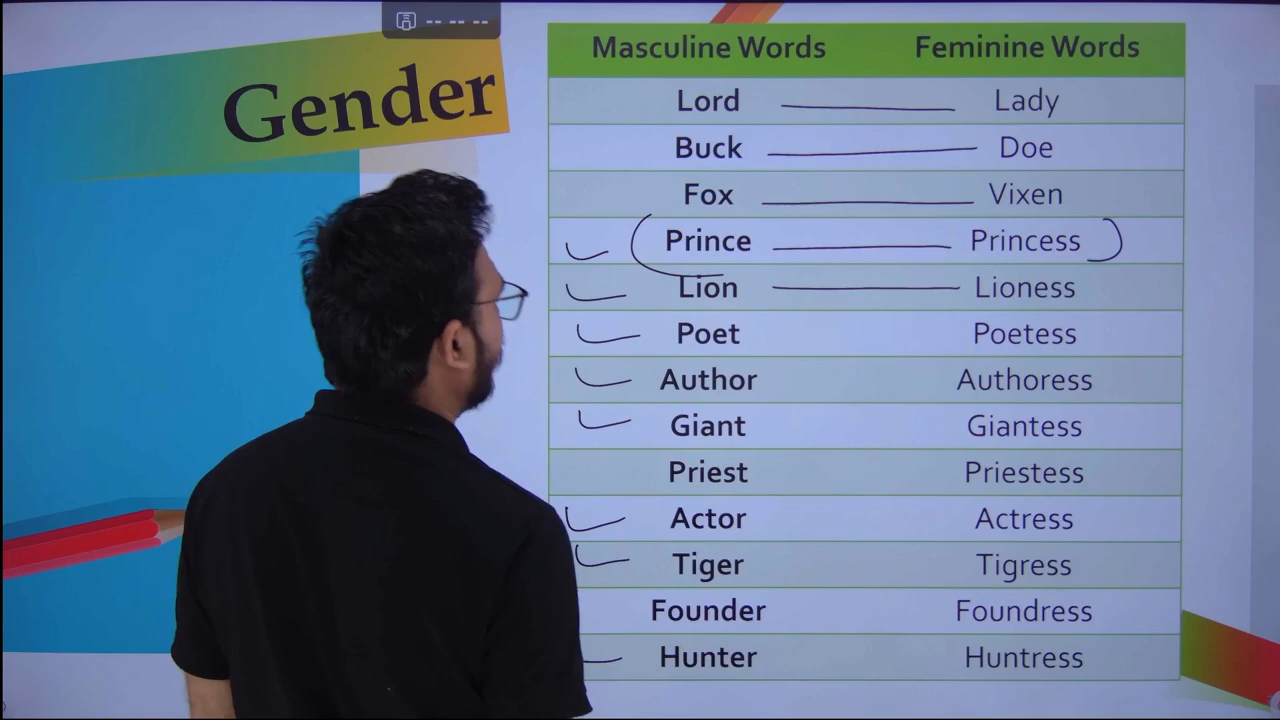 Gender
Masculine Words Feminine Words
Lord Lady
Buck Doe
Fox Vixen
Prince Princess
Lion Lioness
Poet Poetess
Author Authoress
Giant Giantess
Priest Priestess
Actor Actress
Tiger Tigress
Founder Foundress
Hunter Huntress